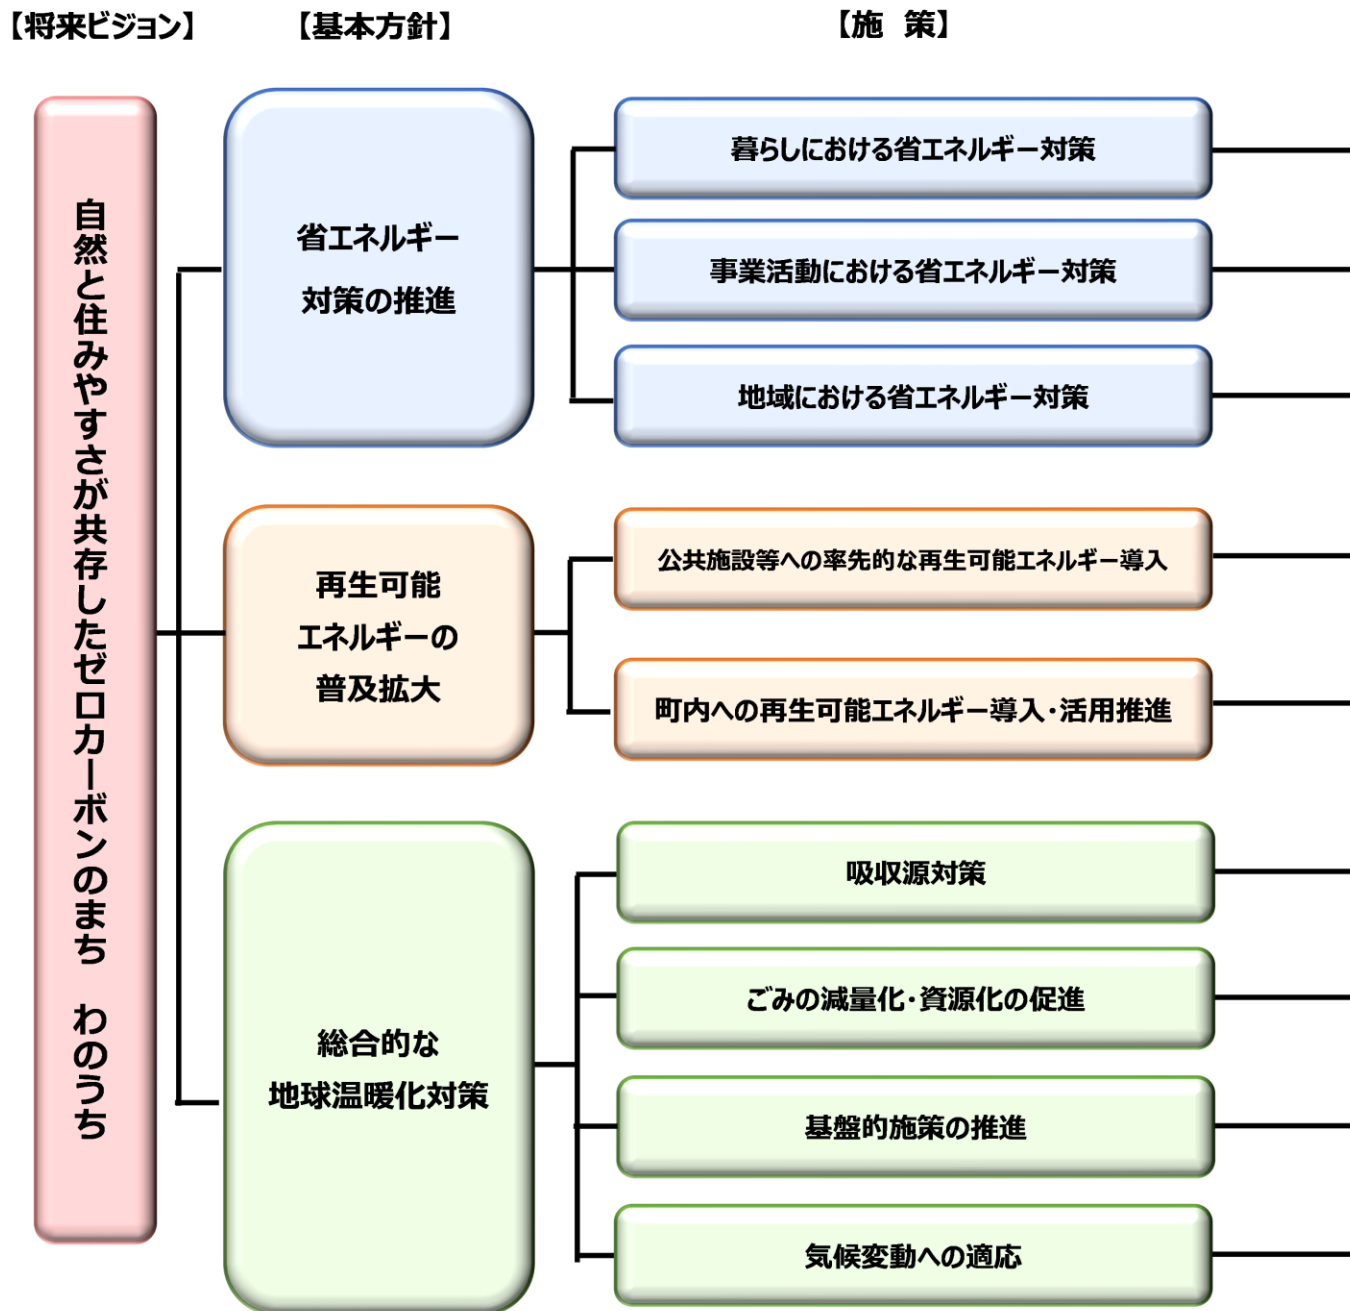 【将来ビジョン】
【基本方針】
【施 策】
自然と住みやすさが共存したゼロカーボンのまち　わのうち
省エネルギー
対策の推進
暮らしにおける省エネルギー対策
事業活動における省エネルギー対策
地域における省エネルギー対策
再生可能
エネルギーの
普及拡大
公共施設等への率先的な再生可能エネルギー導入
町内への再生可能エネルギー導入・活用推進
総合的な
地球温暖化対策
吸収源対策
ごみの減量化・資源化の促進
基盤的施策の推進
気候変動への適応